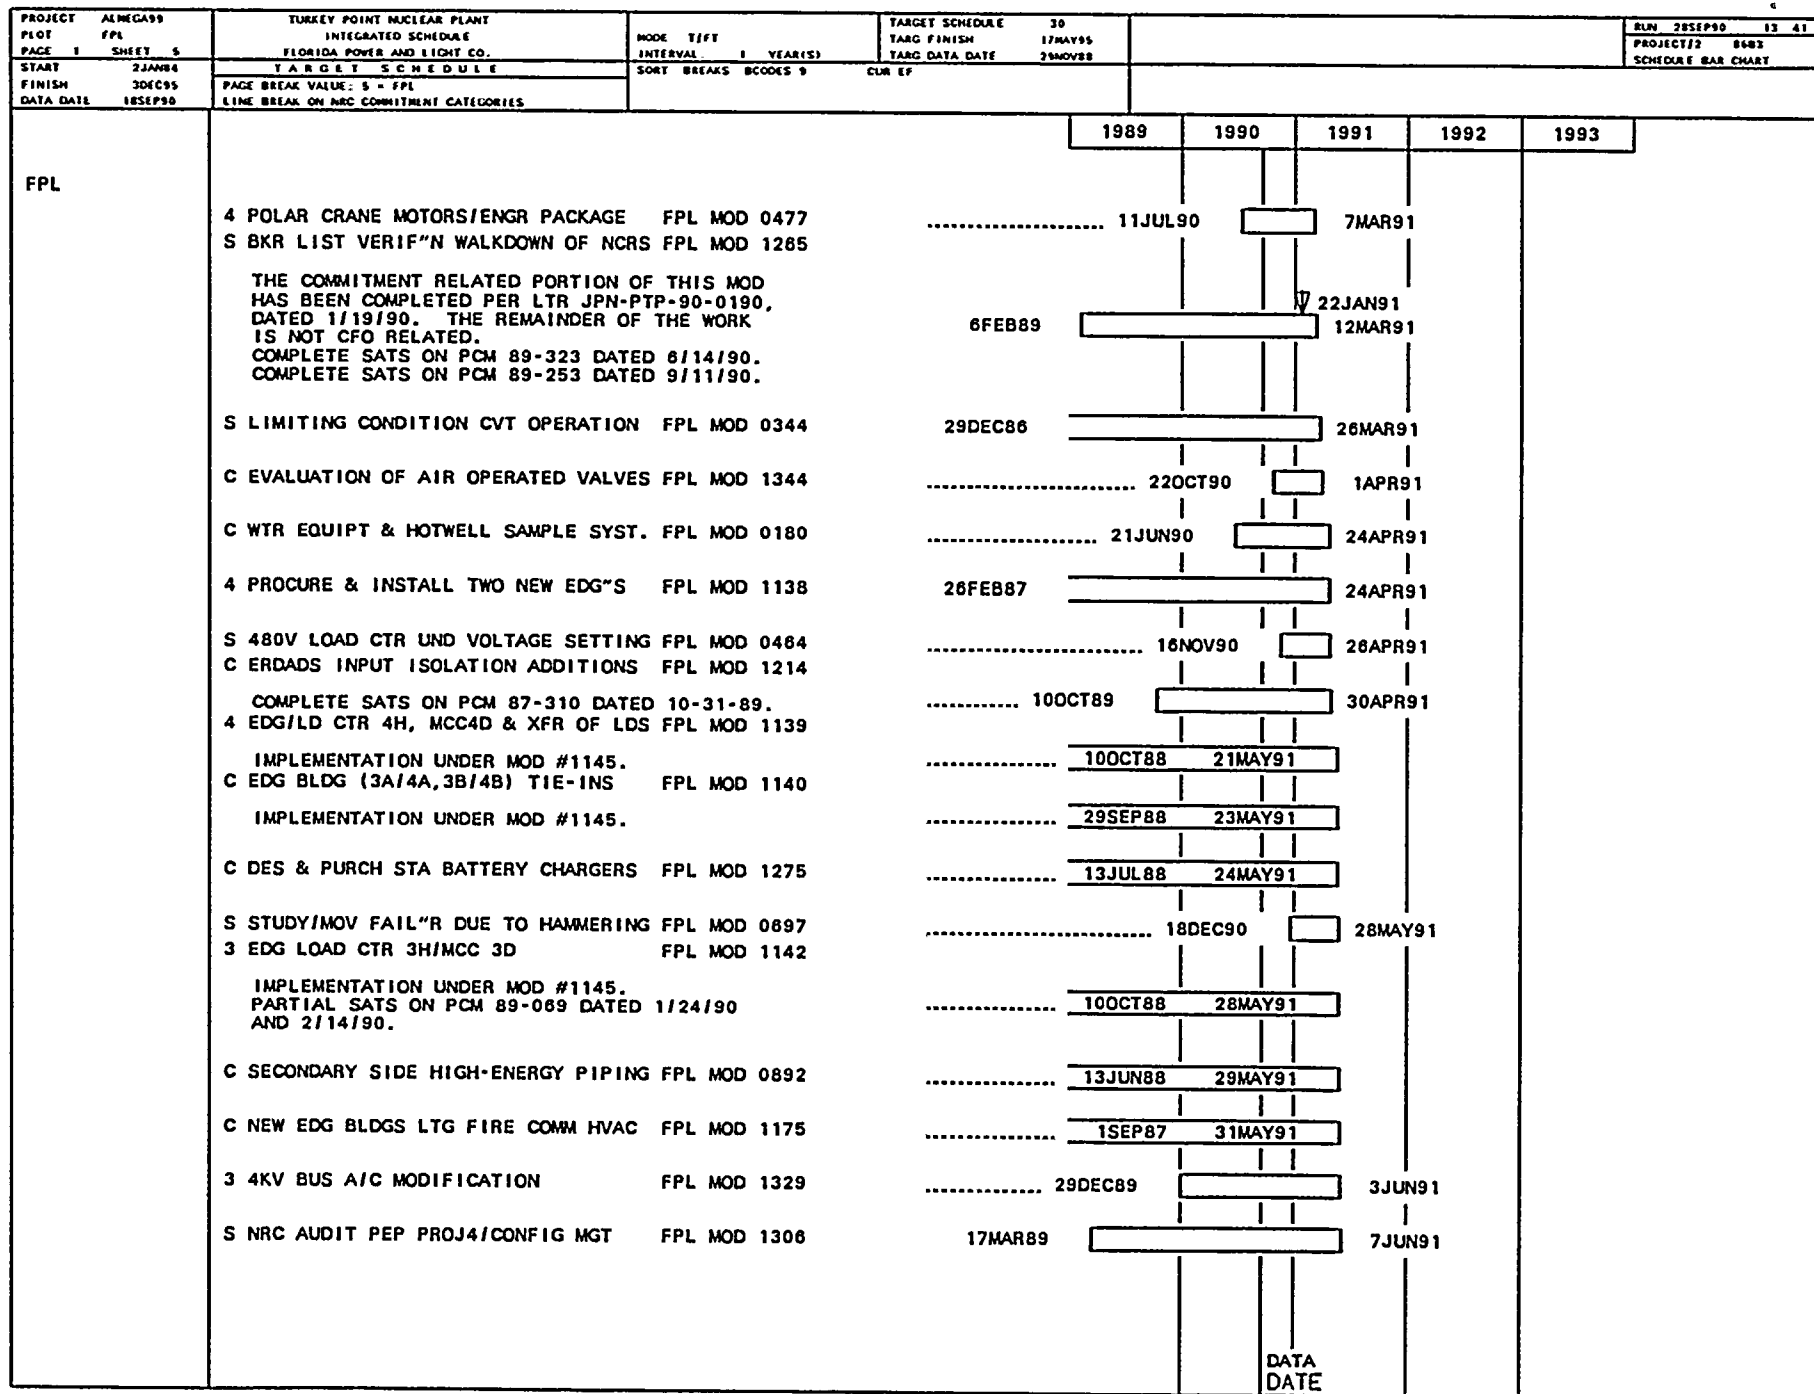 PROJECT ALMEGA99
PLOT FPL
PAGE 1 SHEET 5
START 2JAN84
FINISH 3DEC95
DATA DATE 18SEP90
TURKEY POINT NUCLEAR PLANT
INTEGRATED SCHEDULE
FLORIDA POWER AND LIGHT CO.
TARGET SCHEDULE
PAGE BREAK VALUE: 5 = FPL
LINE BREAK ON NRC COMMITMENT CATEGORIES
MODE T/FT
INTERVAL 1 YEAR(S)
SORT BREAKS BCODES 9 CUR EF
TARGET SCHEDULE 30
TARG FINISH 17MAY95
TARG DATA DATE 29NOV88
RUN 28SEP90 13 41
PROJECT/2 8683
SCHEDULE BAR CHART
1989 1990 1991 1992 1993
FPL
4 POLAR CRANE MOTORS/ENGR PACKAGE FPL MOD 0477 11JUL90 7MAR91
S BKR LIST VERIF"N WALKDOWN OF NCRS FPL MOD 1265
THE COMMITMENT RELATED PORTION OF THIS MOD
HAS BEEN COMPLETED PER LTR JPN-PTP-90-0190, 22JAN91
DATED 1/19/90. THE REMAINDER OF THE WORK 6FEB89 12MAR91
IS NOT CFO RELATED.
COMPLETE SATS ON PCM 89-323 DATED 6/14/90.
COMPLETE SATS ON PCM 89-253 DATED 9/11/90.
S LIMITING CONDITION CVT OPERATION FPL MOD 0344 29DEC86 26MAR91
C EVALUATION OF AIR OPERATED VALVES FPL MOD 1344 22OCT90 1APR91
C WTR EQUIPT & HOTWELL SAMPLE SYST. FPL MOD 0180 21JUN90 24APR91
4 PROCURE & INSTALL TWO NEW EDG"S FPL MOD 1138 26FEB87 24APR91
S 480V LOAD CTR UND VOLTAGE SETTING FPL MOD 0464 16NOV90 26APR91
C ERDADS INPUT ISOLATION ADDITIONS FPL MOD 1214
COMPLETE SATS ON PCM 87-310 DATED 10-31-89. 10OCT89 30APR91
4 EDG/LD CTR 4H, MCC4D & XFR OF LDS FPL MOD 1139
IMPLEMENTATION UNDER MOD #1145. 10OCT88 21MAY91
C EDG BLDG (3A/4A,3B/4B) TIE-INS FPL MOD 1140
IMPLEMENTATION UNDER MOD #1145. 29SEP88 23MAY91
C DES & PURCH STA BATTERY CHARGERS FPL MOD 1275 13JUL88 24MAY91
S STUDY/MOV FAIL"R DUE TO HAMMERING FPL MOD 0697 18DEC90 28MAY91
3 EDG LOAD CTR 3H/MCC 3D FPL MOD 1142
IMPLEMENTATION UNDER MOD #1145.
PARTIAL SATS ON PCM 89-069 DATED 1/24/90 10OCT88 28MAY91
AND 2/14/90.
C SECONDARY SIDE HIGH-ENERGY PIPING FPL MOD 0892 13JUN88 29MAY91
C NEW EDG BLDGS LTG FIRE COMM HVAC FPL MOD 1175 1SEP87 31MAY91
3 4KV BUS A/C MODIFICATION FPL MOD 1329 29DEC89 3JUN91
S NRC AUDIT PEP PROJ4/CONFIG MGT FPL MOD 1306 17MAR89 7JUN91
DATA
DATE